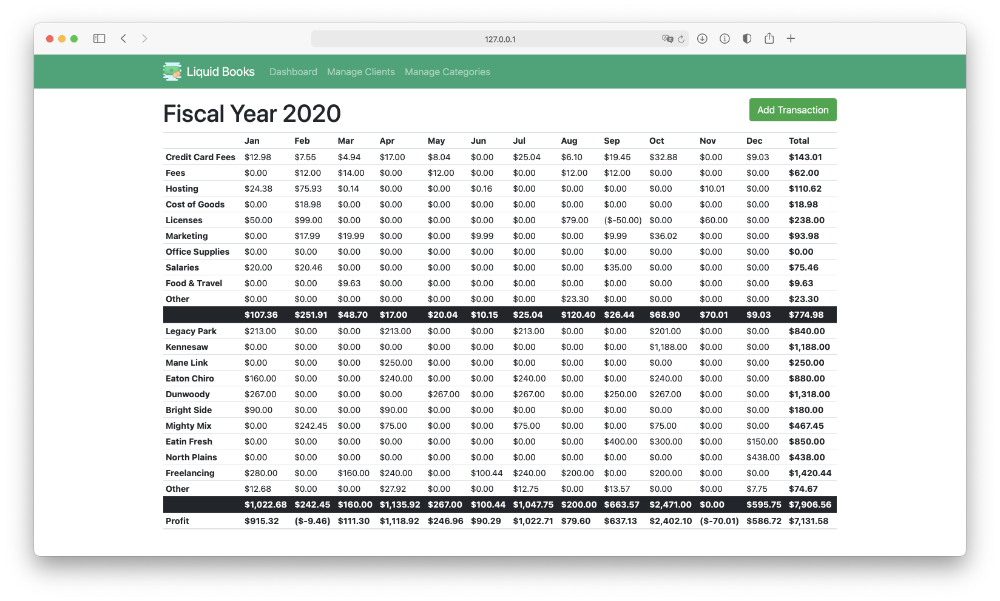 127.0.0.1
Liquid Books Dashboard Manage Clients Manage Categories
Fiscal Year 2020 Add Transaction
Jan Feb Mar Apr May Jun Jul Aug Sep Oct Nov Dec Total
Credit Card Fees $12.98 $7.55 $4.94 $17.00 $8.04 $0.00 $25.04 $6.10 $19.45 $32.88 $0.00 $9.03 $143.01
Fees $0.00 $12.00 $14.00 $0.00 $12.00 $0.00 $0.00 $12.00 $12.00 $0.00 $0.00 $0.00 $62.00
Hosting $24.38 $75.93 $0.14 $0.00 $0.00 $0.16 $0.00 $0.00 $0.00 $0.00 $10.01 $0.00 $110.62
Cost of Goods $0.00 $18.98 $0.00 $0.00 $0.00 $0.00 $0.00 $0.00 $0.00 $0.00 $0.00 $0.00 $18.98
Licenses $50.00 $99.00 $0.00 $0.00 $0.00 $0.00 $0.00 $79.00 ($-50.00) $0.00 $60.00 $0.00 $238.00
Marketing $0.00 $17.99 $19.99 $0.00 $0.00 $9.99 $0.00 $0.00 $9.99 $36.02 $0.00 $0.00 $93.98
Office Supplies $0.00 $0.00 $0.00 $0.00 $0.00 $0.00 $0.00 $0.00 $0.00 $0.00 $0.00 $0.00 $0.00
Salaries $20.00 $20.46 $0.00 $0.00 $0.00 $0.00 $0.00 $0.00 $35.00 $0.00 $0.00 $0.00 $75.46
Food & Travel $0.00 $0.00 $9.63 $0.00 $0.00 $0.00 $0.00 $0.00 $0.00 $0.00 $0.00 $0.00 $9.63
Other $0.00 $0.00 $0.00 $0.00 $0.00 $0.00 $0.00 $23.30 $0.00 $0.00 $0.00 $0.00 $23.30
$107.36 $251.91 $48.70 $17.00 $20.04 $10.15 $25.04 $120.40 $26.44 $68.90 $70.01 $9.03 $774.98
Legacy Park $213.00 $0.00 $0.00 $213.00 $0.00 $0.00 $213.00 $0.00 $0.00 $201.00 $0.00 $0.00 $840.00
Kennesaw $0.00 $0.00 $0.00 $0.00 $0.00 $0.00 $0.00 $0.00 $0.00 $1,188.00 $0.00 $0.00 $1,188.00
Mane Link $0.00 $0.00 $0.00 $250.00 $0.00 $0.00 $0.00 $0.00 $0.00 $0.00 $0.00 $0.00 $250.00
Eaton Chiro $160.00 $0.00 $0.00 $240.00 $0.00 $0.00 $240.00 $0.00 $0.00 $240.00 $0.00 $0.00 $880.00
Dunwoody $267.00 $0.00 $0.00 $0.00 $267.00 $0.00 $267.00 $0.00 $250.00 $267.00 $0.00 $0.00 $1,318.00
Bright Side $90.00 $0.00 $0.00 $90.00 $0.00 $0.00 $0.00 $0.00 $0.00 $0.00 $0.00 $0.00 $180.00
Mighty Mix $0.00 $242.45 $0.00 $75.00 $0.00 $0.00 $75.00 $0.00 $0.00 $75.00 $0.00 $0.00 $467.45
Eatin Fresh $0.00 $0.00 $0.00 $0.00 $0.00 $0.00 $0.00 $0.00 $400.00 $300.00 $0.00 $150.00 $850.00
North Plains $0.00 $0.00 $0.00 $0.00 $0.00 $0.00 $0.00 $0.00 $0.00 $0.00 $0.00 $438.00 $438.00
Freelancing $280.00 $0.00 $160.00 $240.00 $0.00 $100.44 $240.00 $200.00 $0.00 $200.00 $0.00 $0.00 $1,420.44
Other $12.68 $0.00 $0.00 $27.92 $0.00 $0.00 $12.75 $0.00 $13.57 $0.00 $0.00 $7.75 $74.67
$1,022.68 $242.45 $160.00 $1,135.92 $267.00 $100.44 $1,047.75 $200.00 $663.57 $2,471.00 $0.00 $595.75 $7,906.56
Profit $915.32 ($-9.46) $111.30 $1,118.92 $246.96 $90.29 $1,022.71 $79.60 $637.13 $2,402.10 ($-70.01) $586.72 $7,131.58